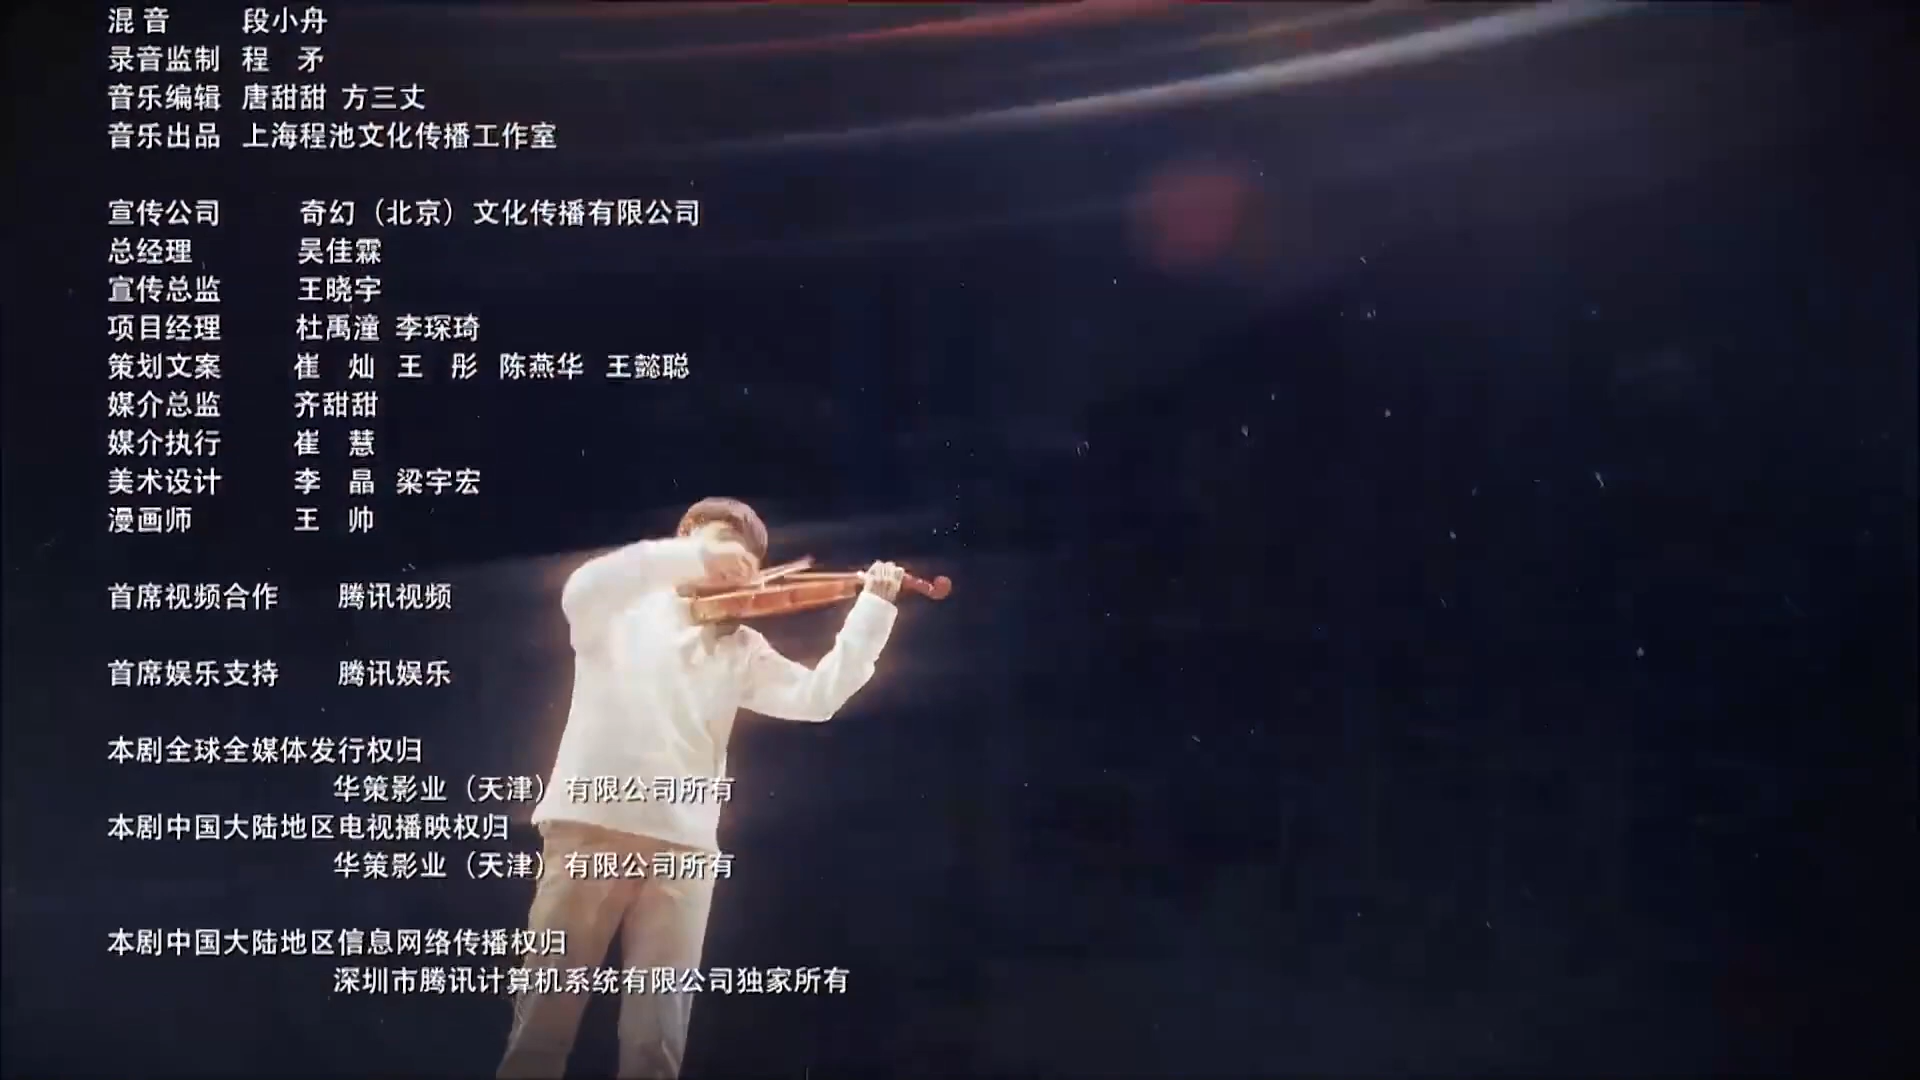 混 音 段小舟
录音监制 程 矛
音乐编辑 唐甜甜 方三丈
音乐出品 上海程池文化传播工作室
宣传公司 奇幻（北京）文化传播有限公司
总经理 吴佳霖
宣传总监 王晓宇
项目经理 杜禹潼 李琛琦
策划文案 崔 灿 王 彤 陈燕华 王懿聪
媒介总监 齐甜甜
媒介执行 崔 慧
美术设计 李 晶 梁宇宏
漫画师 王 帅
首席视频合作 腾讯视频
首席娱乐支持 腾讯娱乐
本剧全球全媒体发行权归
华策影业（天津）有限公司所有
本剧中国大陆地区电视播映权归
华策影业（天津）有限公司所有
本剧中国大陆地区信息网络传播权归
深圳市腾讯计算机系统有限公司独家所有